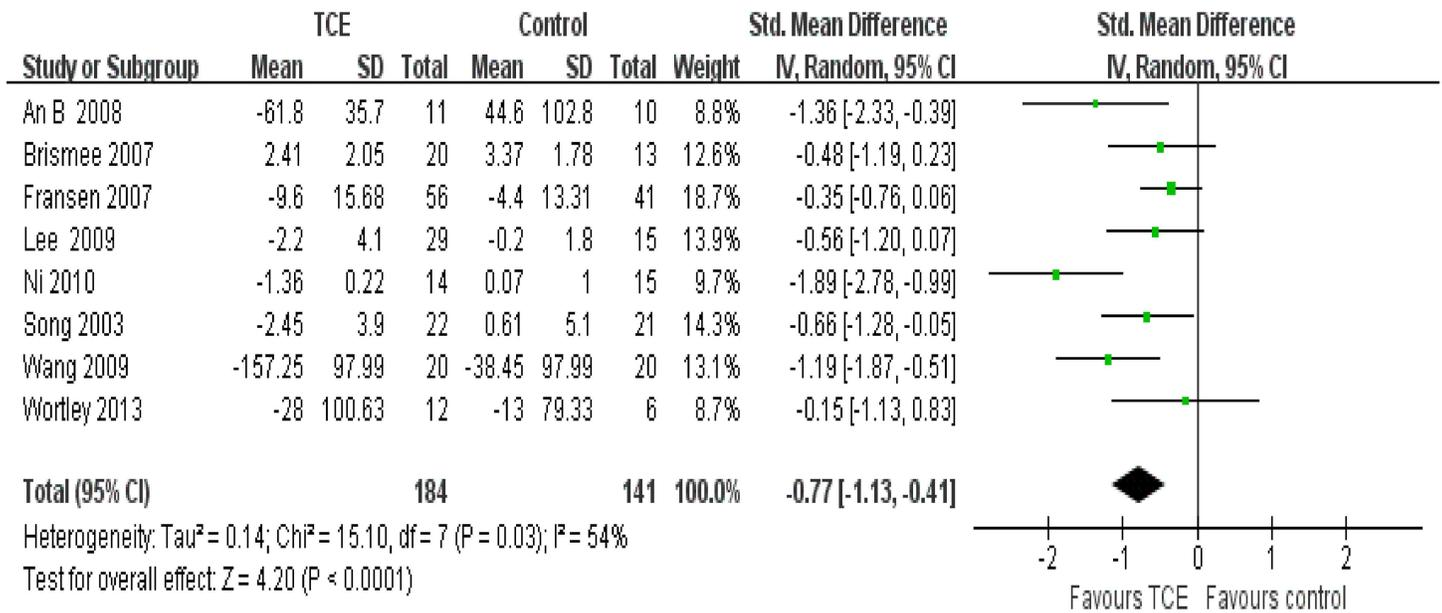 TCE Control Std. Mean Difference Std. Mean Difference
Study or Subgroup Mean SD Total Mean SD Total Weight IV, Random, 95% CI IV, Random, 95% CI
An B 2008 -61.8 35.7 11 44.6 102.8 10 8.8% -1.36 [-2.33, -0.39]
Brismee 2007 2.41 2.05 20 3.37 1.78 13 12.6% -0.48 [-1.19, 0.23]
Fransen 2007 -9.6 15.68 56 -4.4 13.31 41 18.7% -0.35 [-0.76, 0.06]
Lee 2009 -2.2 4.1 29 -0.2 1.8 15 13.9% -0.56 [-1.20, 0.07]
Ni 2010 -1.36 0.22 14 0.07 1 15 9.7% -1.89 [-2.78, -0.99]
Song 2003 -2.45 3.9 22 0.61 5.1 21 14.3% -0.66 [-1.28, -0.05]
Wang 2009 -157.25 97.99 20 -38.45 97.99 20 13.1% -1.19 [-1.87, -0.51]
Wortley 2013 -28 100.63 12 -13 79.33 6 8.7% -0.15 [-1.13, 0.83]
Total (95% CI) 184 141 100.0% -0.77 [-1.13, -0.41]
Heterogeneity: Tau² = 0.14; Chi² = 15.10, df = 7 (P = 0.03); I² = 54%
Test for overall effect: Z = 4.20 (P < 0.0001)
-2 -1 0 1 2
Favours TCE Favours control